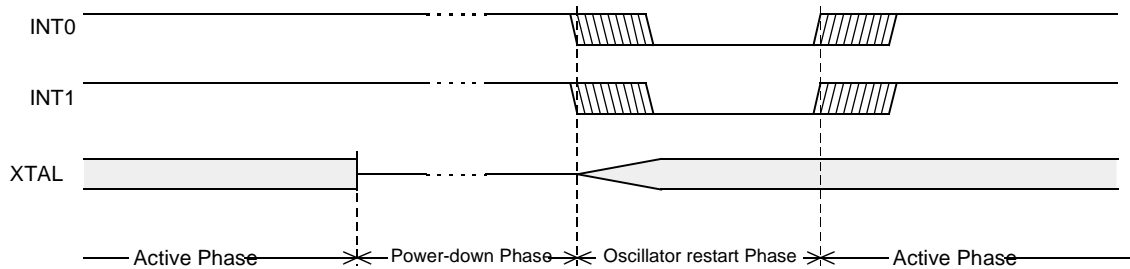 INT0
INT1
XTAL
Active Phase Power-down Phase Oscillator restart Phase Active Phase